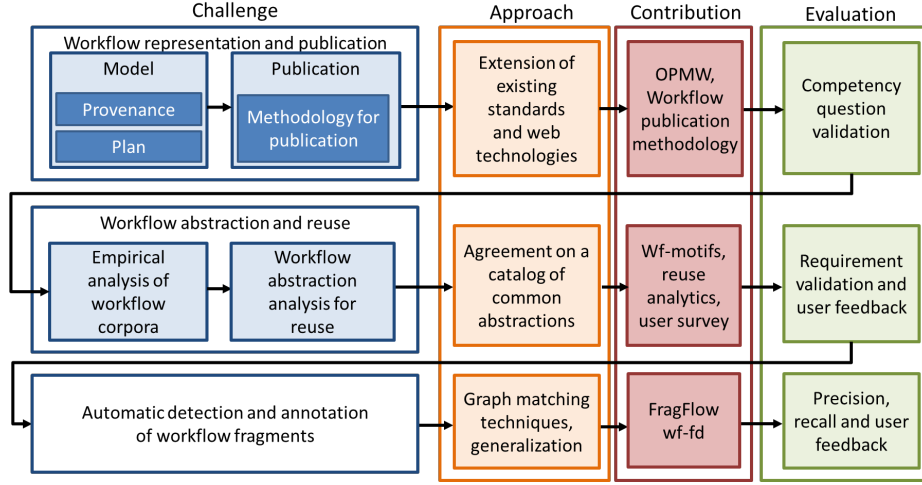 Challenge
Approach
Contribution
Evaluation
Workflow representation and publication
Model
Provenance
Plan
Publication
Methodology for
publication
Extension of
existing
standards
and web
technologies
OPMW,
Workflow
publication
methodology
Competency
question
validation
Workflow abstraction and reuse
Empirical
analysis of
workflow
corpora
Workflow
abstraction
analysis for
reuse
Agreement on a
catalog of
common
abstractions
Wf-motifs,
reuse
analytics,
user survey
Requirement
validation and
user feedback
Automatic detection and annotation
of workflow fragments
Graph matching
techniques,
generalization
FragFlow
wf-fd
Precision,
recall and user
feedback